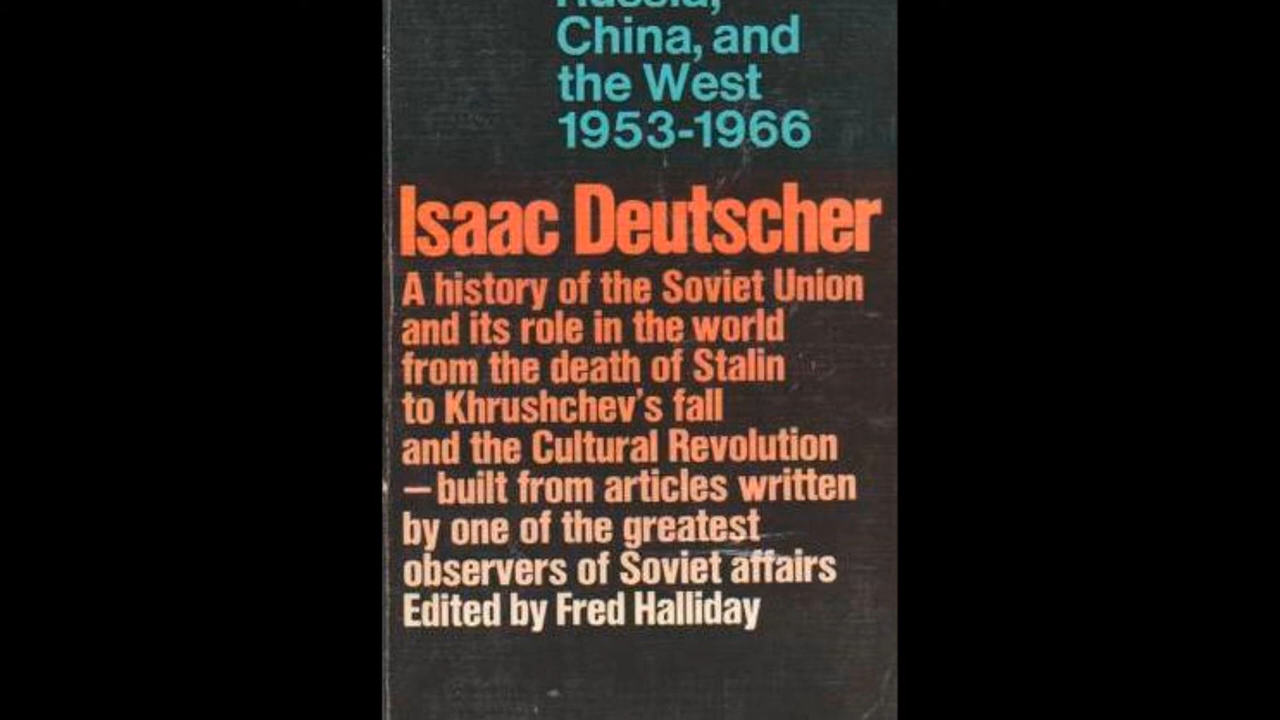 Russia,
China, and
the West
1953-1966
Isaac Deutscher
A history of the Soviet Union
and its role in the world
from the death of Stalin
to Khrushchev's fall
and the Cultural Revolution
– built from articles written
by one of the greatest
observers of Soviet affairs
Edited by Fred Halliday